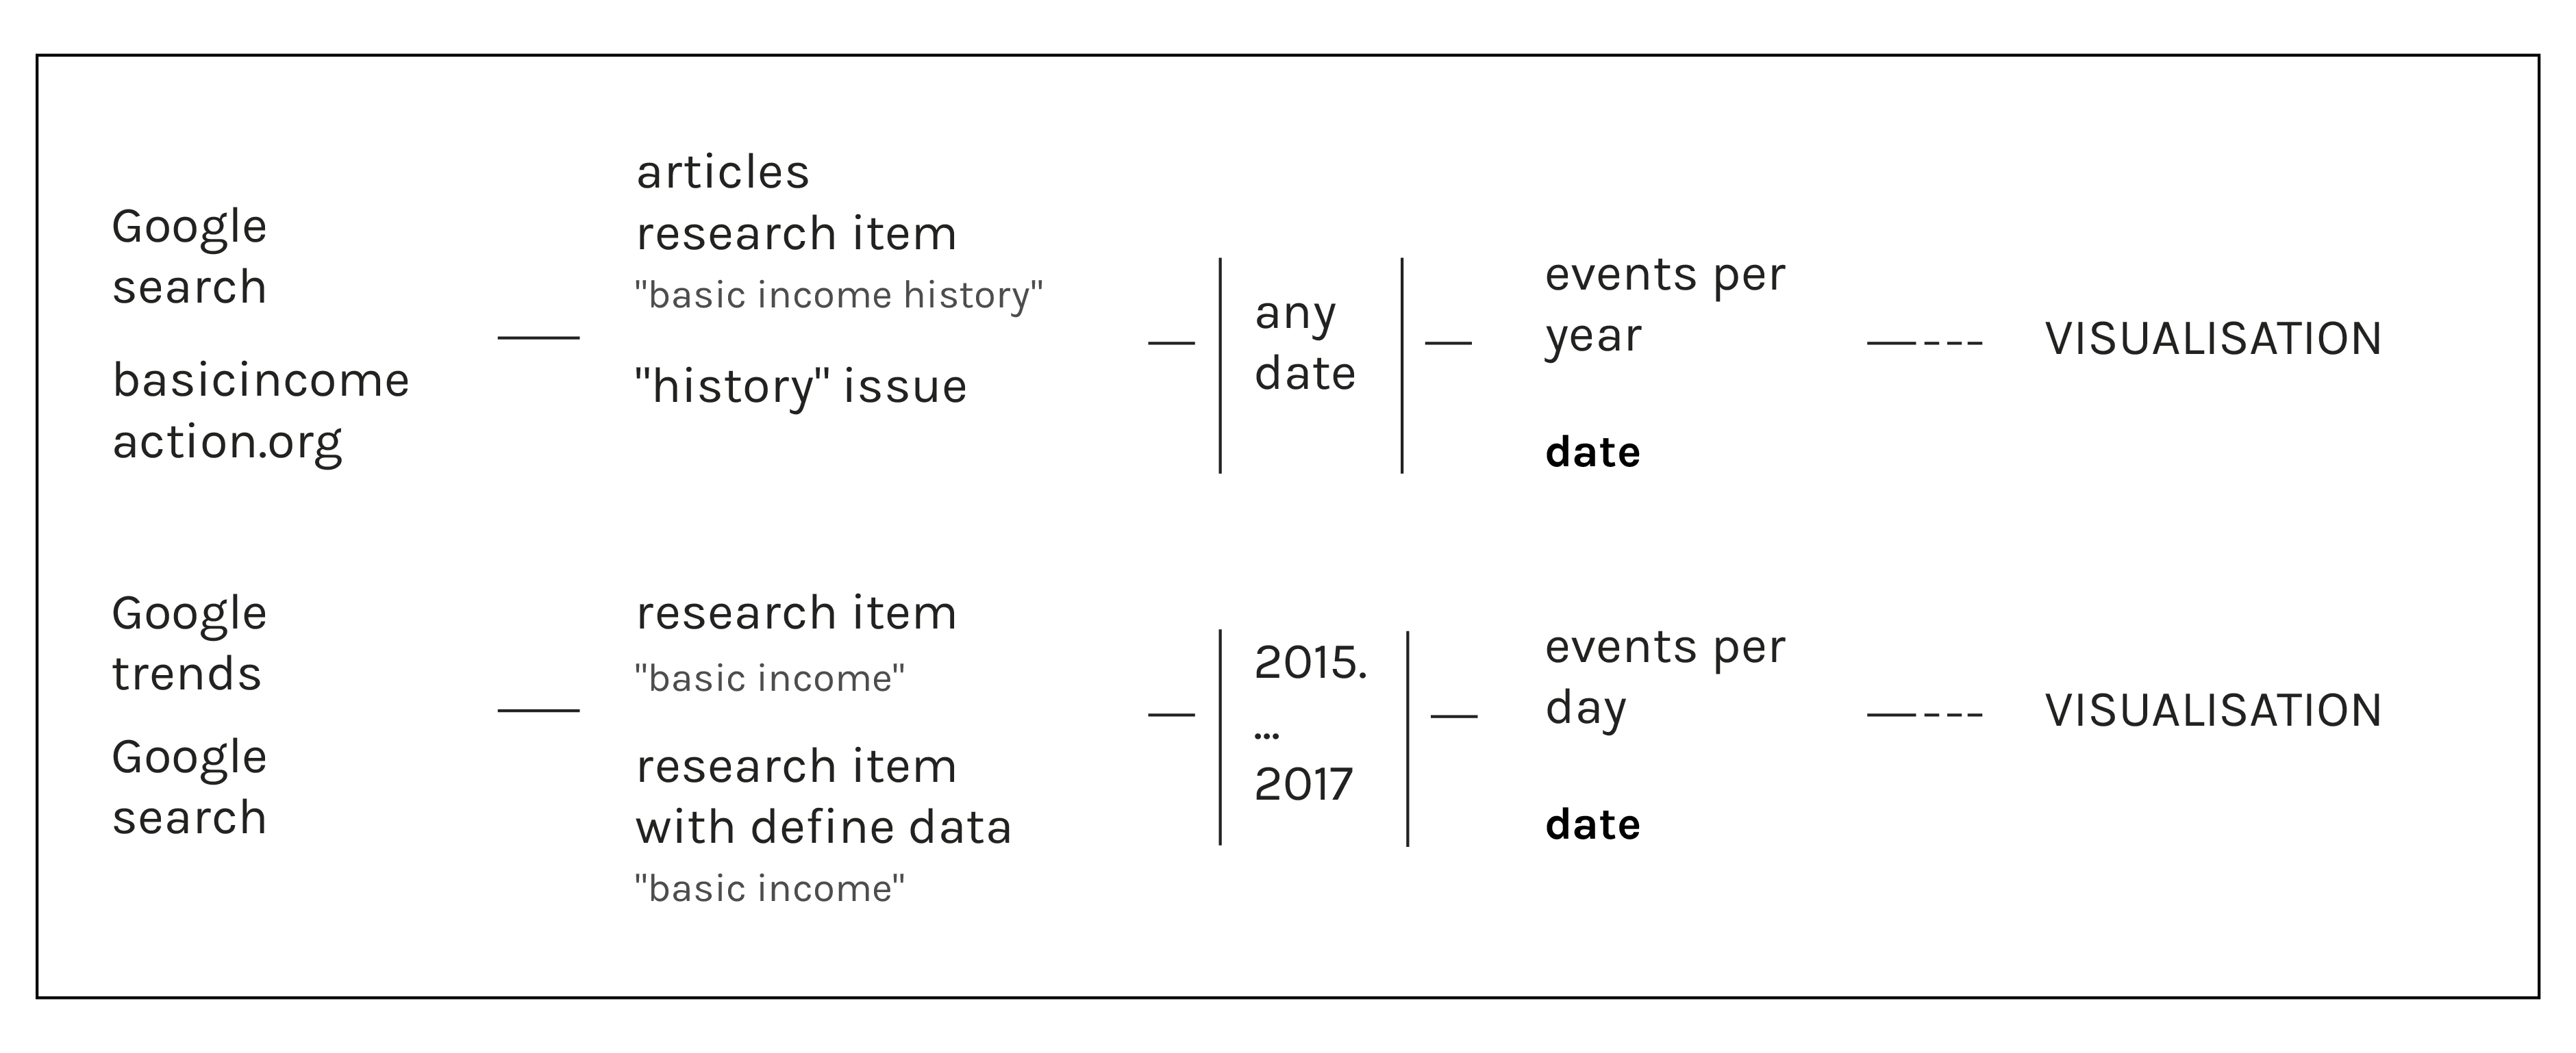 Google
search
basicincome
action.org
articles
research item
"basic income history"
"history" issue
any
date
events per
year
date
VISUALISATION
Google
trends
Google
search
research item
"basic income"
research item
with define data
"basic income"
2015.
...
2017
events per
day
date
VISUALISATION